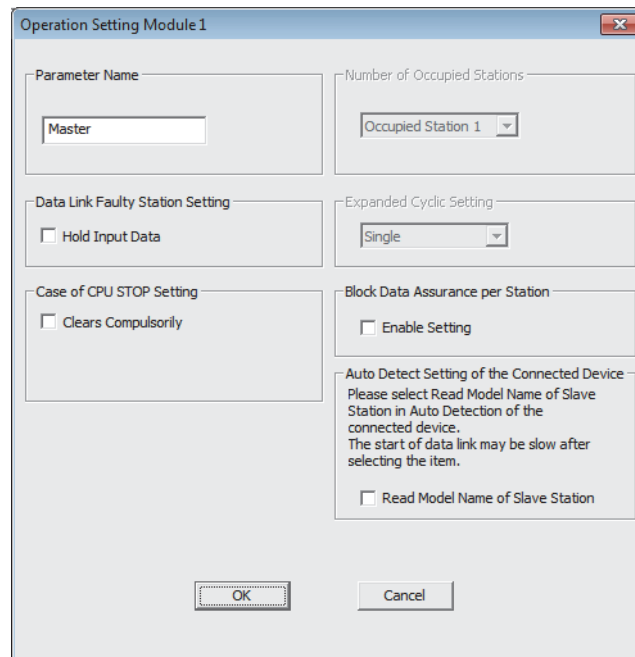 Operation Setting Module 1
Parameter Name
Master
Number of Occupied Stations
Occupied Station 1
Data Link Faulty Station Setting
Hold Input Data
Expanded Cyclic Setting
Single
Case of CPU STOP Setting
Clears Compulsorily
Block Data Assurance per Station
Enable Setting
Auto Detect Setting of the Connected Device
Please select Read Model Name of Slave
Station in Auto Detection of the
connected device.
The start of data link may be slow after
selecting the item.
Read Model Name of Slave Station
OK
Cancel